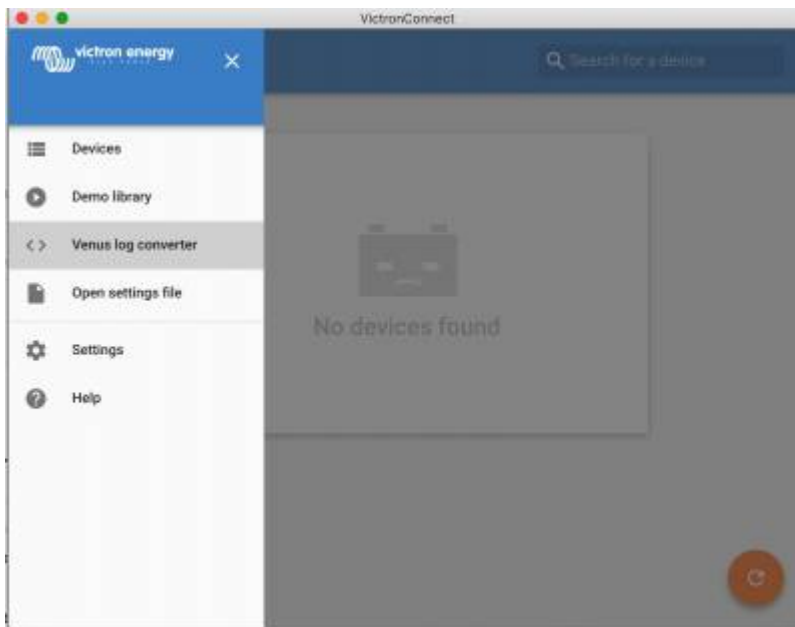 VictronConnect
victron energy
Search for a device
Devices
Demo library
Venus log converter
Open settings file
No devices found
Settings
Help